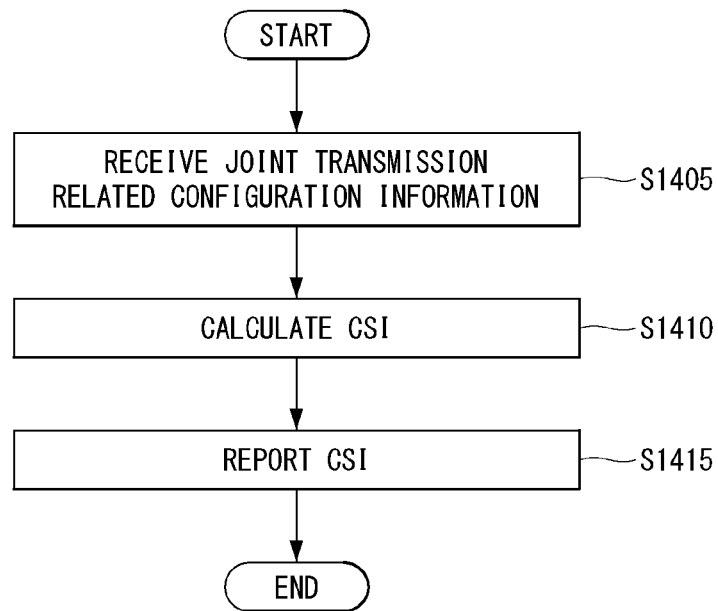 START
RECEIVE JOINT TRANSMISSION
RELATED CONFIGURATION INFORMATION
S1405
CALCULATE CSI
S1410
REPORT CSI
S1415
END